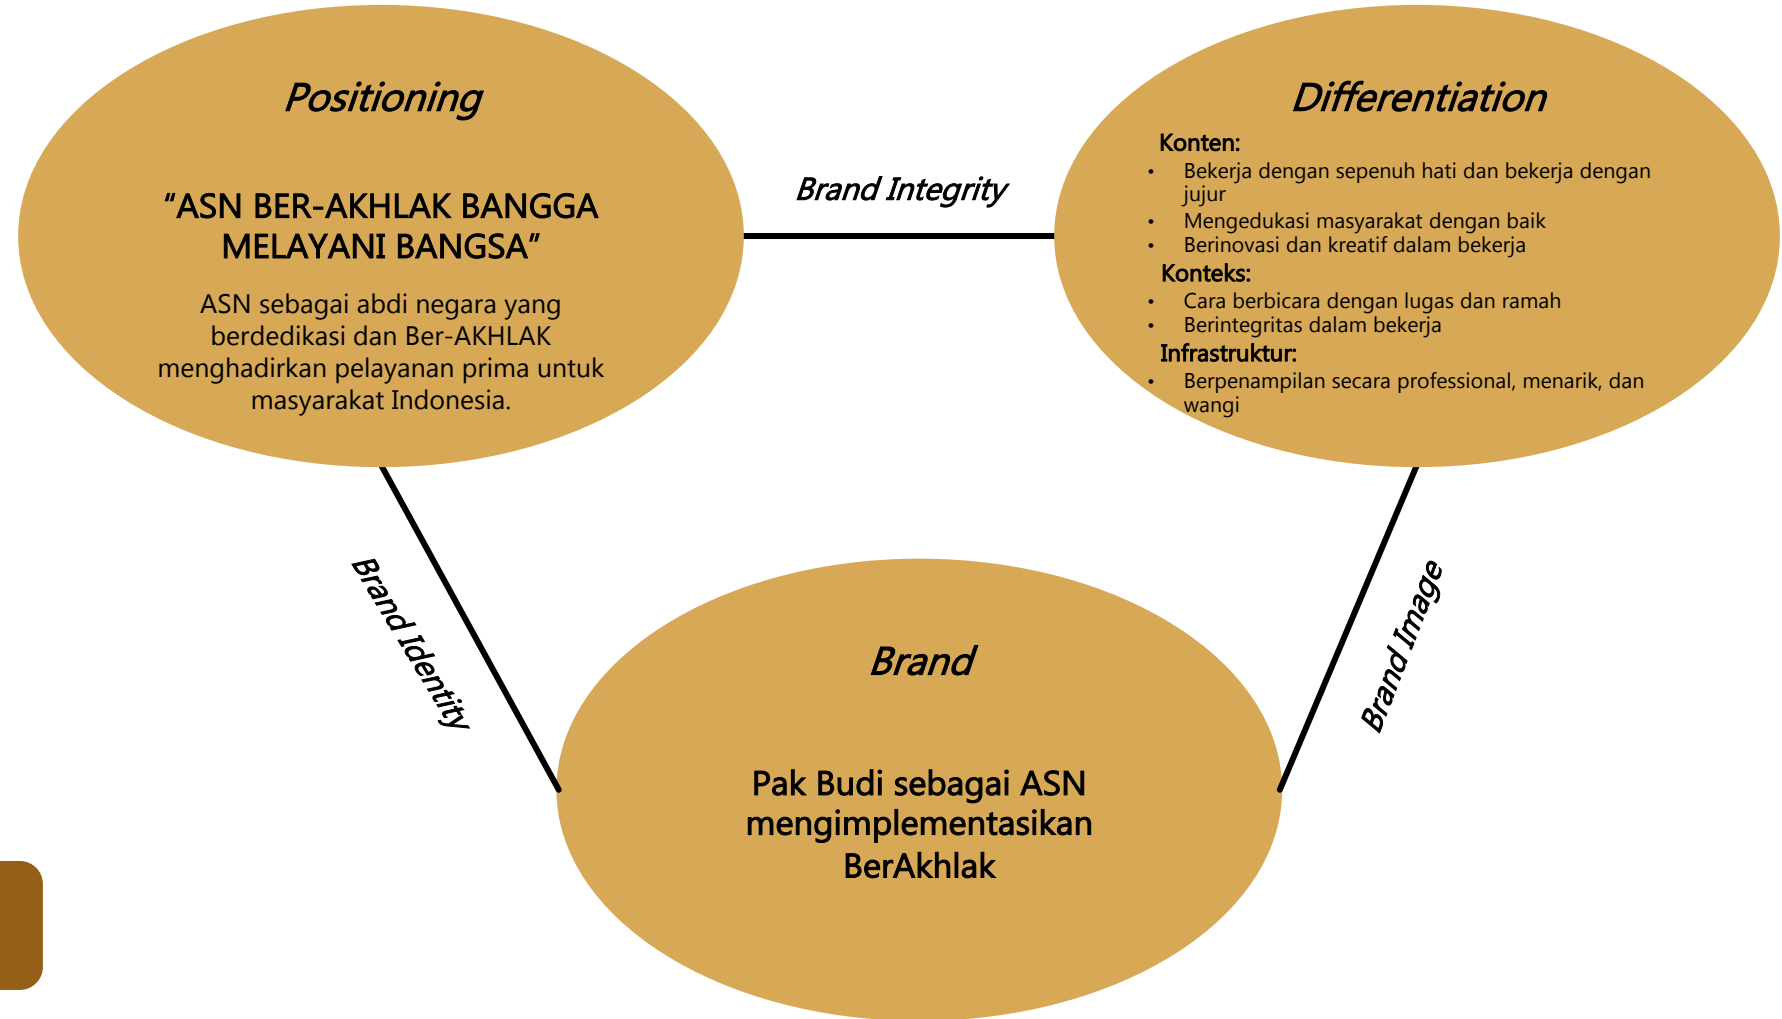 Positioning
"ASN BER-AKHLAK BANGGA
MELAYANI BANGSA"
ASN sebagai abdi negara yang
berdedikasi dan Ber-AKHLAK
menghadirkan pelayanan prima untuk
masyarakat Indonesia.
Brand Integrity
Differentiation
Konten:
• Bekerja dengan sepenuh hati dan bekerja dengan
jujur
• Mengedukasi masyarakat dengan baik
• Berinovasi dan kreatif dalam bekerja
Konteks:
• Cara berbicara dengan lugas dan ramah
• Berintegritas dalam bekerja
Infrastruktur:
• Berpenampilan secara professional, menarik, dan
wangi
Brand Identity
Brand Image
Brand
Pak Budi sebagai ASN
mengimplementasikan
BerAkhlak